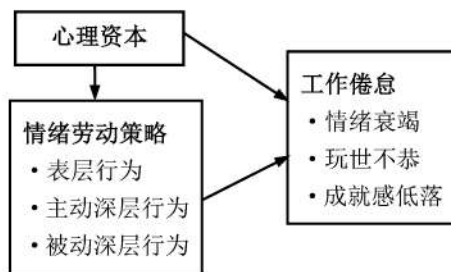 心理资本
情绪劳动策略
·表层行为
·主动深层行为
·被动深层行为
工作倦怠
·情绪衰竭
·玩世不恭
·成就感低落